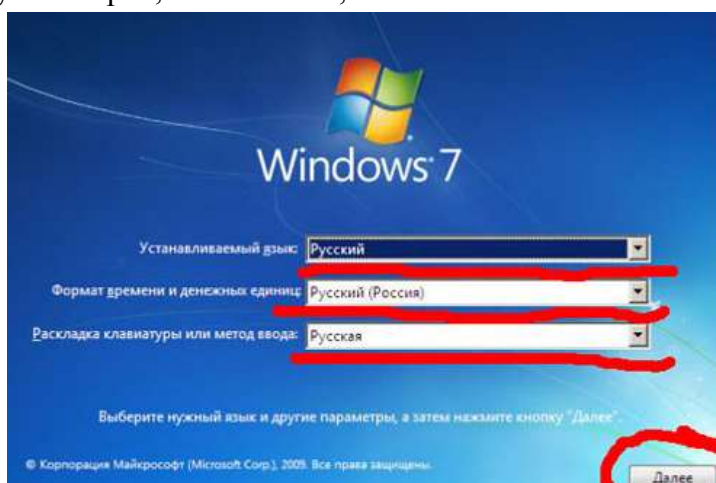 Windows 7
Устанавливаемый язык: Русский
Формат времени и денежных единиц: Русский (Россия)
Раскладка клавиатуры или метод ввода: Русская
Выберите нужный язык и другие параметры, а затем нажмите кнопку "Далее".
© Корпорация Майкрософт (Microsoft Corp.), 2009. Все права защищены.
Далее